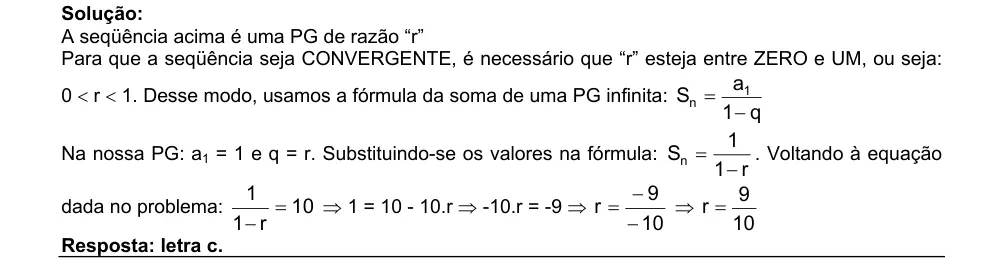 Solução:
A seqüência acima é uma PG de razão “r”
Para que a seqüência seja CONVERGENTE, é necessário que “r” esteja entre ZERO e UM, ou seja:
0 < r < 1. Desse modo, usamos a fórmula da soma de uma PG infinita: Sₙ = a₁/(1 − q)
Na nossa PG: a₁ = 1 e q = r. Substituindo-se os valores na fórmula: Sₙ = 1/(1 − r). Voltando à equação
dada no problema: 1/(1 − r) = 10 ⇒ 1 = 10 - 10.r ⇒ -10.r = -9 ⇒ r = −9/−10 ⇒ r = 9/10
Resposta: letra c.